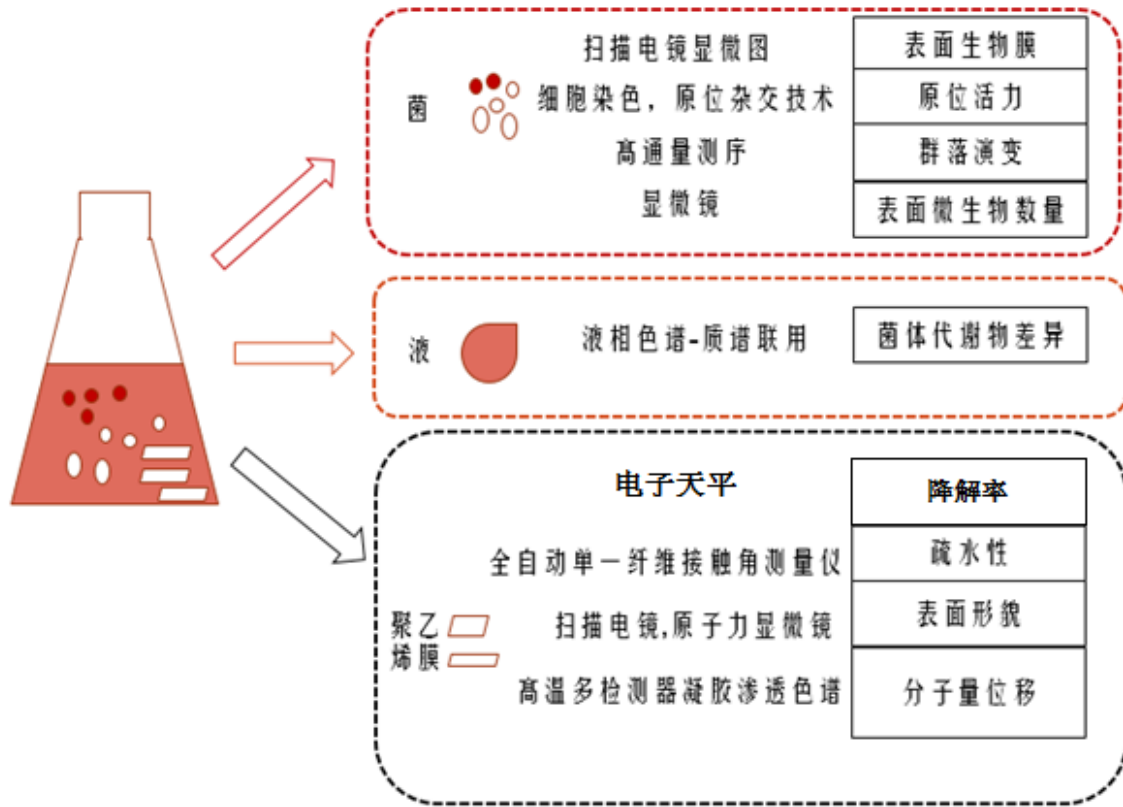 扫描电镜显微图
表面生物膜
菌
细胞染色，原位杂交技术
原位活力
高通量测序
群落演变
显微镜
表面微生物数量
液
液相色谱-质谱联用
菌体代谢物差异
电子天平
降解率
全自动单一纤维接触角测量仪
疏水性
聚乙
烯膜
扫描电镜,原子力显微镜
表面形貌
高温多检测器凝胶渗透色谱
分子量位移